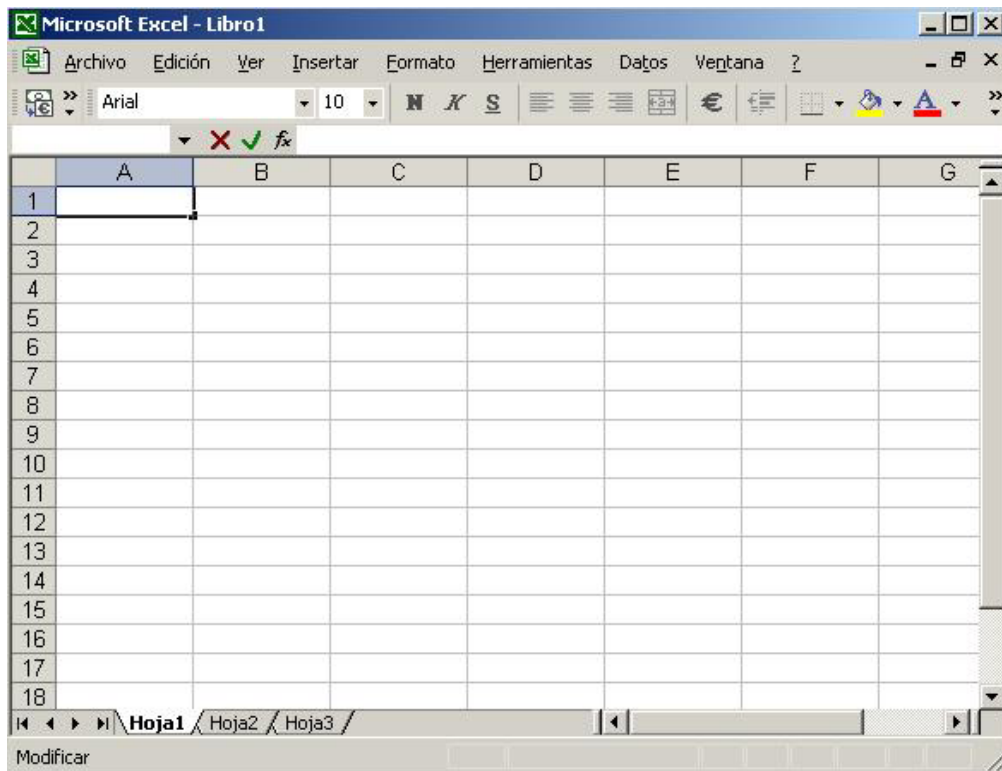 Microsoft Excel - Libro1
Archivo Edición Ver Insertar Formato Herramientas Datos Ventana ?
» Arial 10 N K S € A »
fx
A B C D E F G
1
2
3
4
5
6
7
8
9
10
11
12
13
14
15
16
17
18
Hoja1 Hoja2 Hoja3
Modificar